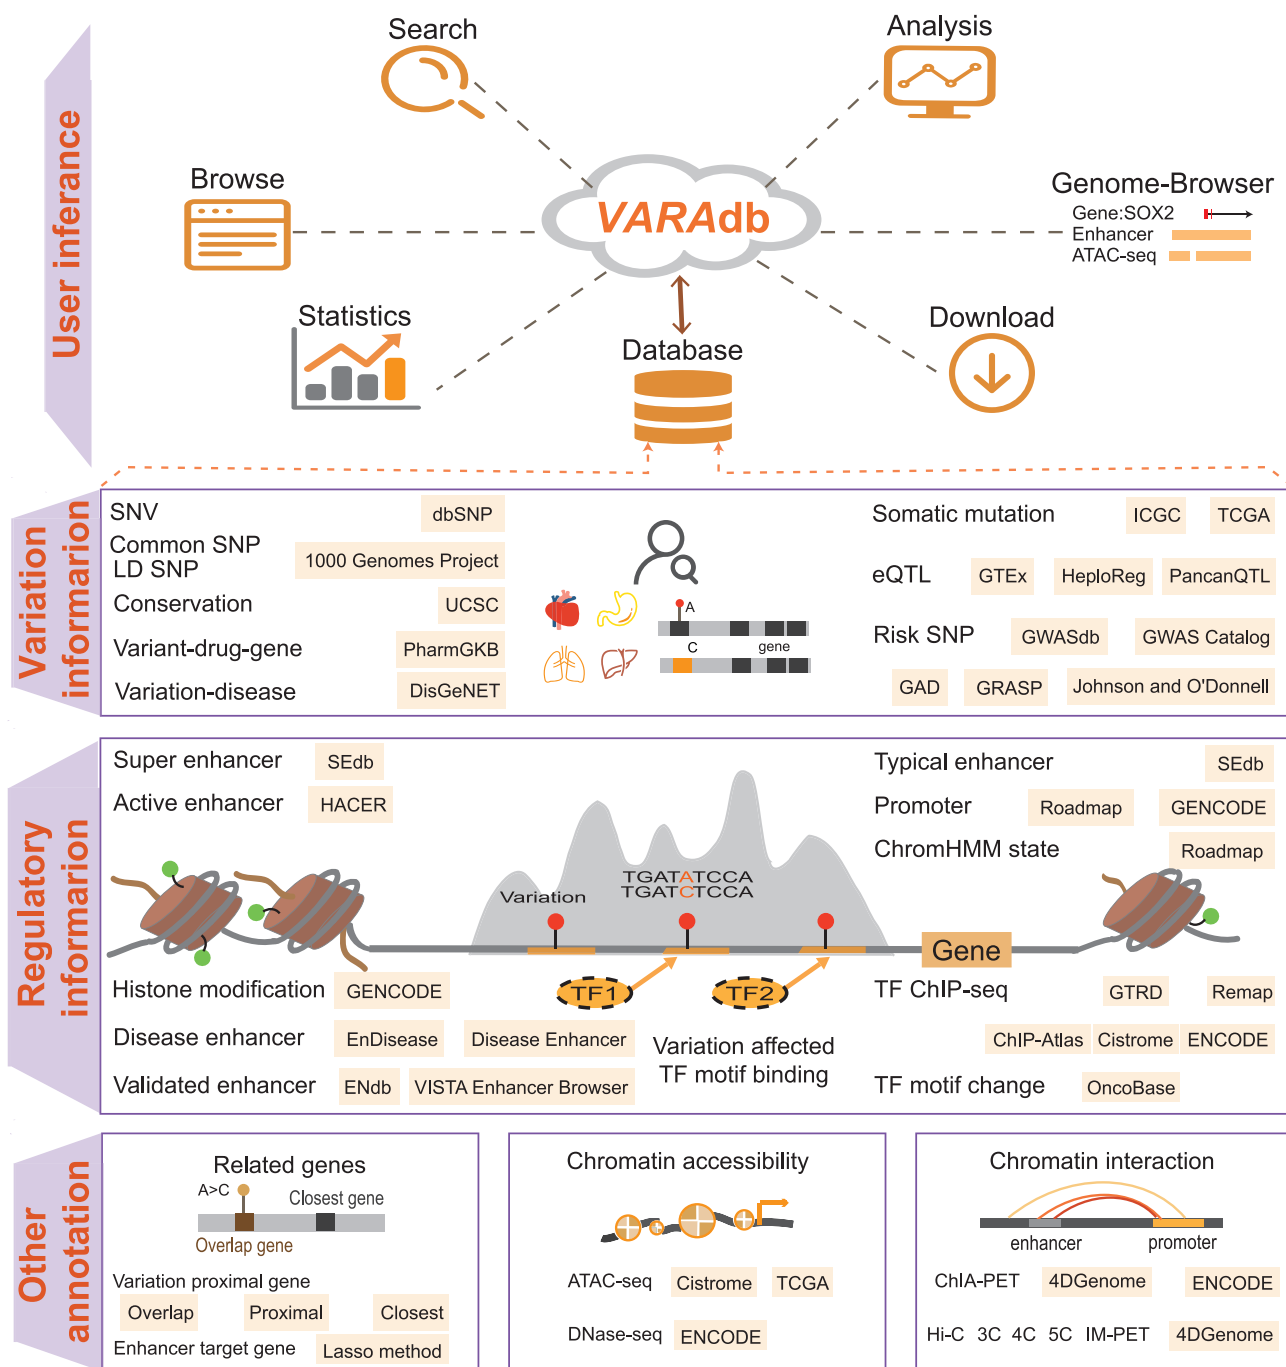 User inferance
Search
Analysis
Browse
VARAdb
Genome-Browser
Gene:SOX2
Enhancer
ATAC-seq
Statistics
Database
Download
Variation
informarion
SNV dbSNP
Common SNP
LD SNP
1000 Genomes Project
Conservation UCSC
Variant-drug-gene PharmGKB
Variation-disease DisGeNET
A
C gene
Somatic mutation ICGC TCGA
eQTL GTEx HeploReg PancanQTL
Risk SNP GWASdb GWAS Catalog
GAD GRASP Johnson and O'Donnell
Regulatory
informarion
Super enhancer SEdb
Active enhancer HACER
Typical enhancer SEdb
Promoter Roadmap GENCODE
ChromHMM state Roadmap
TGATATCCA
TGATCTCCA
Variation
Gene
TF1 TF2
Histone modification GENCODE
Disease enhancer EnDisease Disease Enhancer
Validated enhancer ENdb VISTA Enhancer Browser
Variation affected
TF motif binding
TF ChIP-seq GTRD Remap
ChIP-Atlas Cistrome ENCODE
TF motif change OncoBase
Other
annotation
Related genes
A>C Closest gene
Overlap gene
Variation proximal gene
Overlap Proximal Closest
Enhancer target gene Lasso method
Chromatin accessibility
ATAC-seq Cistrome TCGA
DNase-seq ENCODE
Chromatin interaction
enhancer promoter
ChIA-PET 4DGenome ENCODE
Hi-C 3C 4C 5C IM-PET 4DGenome